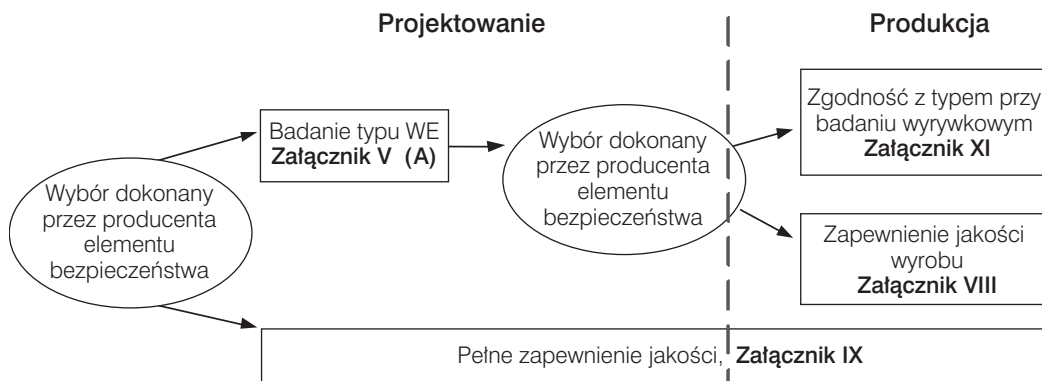 Projektowanie
Produkcja
Wybór dokonany
przez producenta
elementu
bezpieczeństwa
Badanie typu WE
Załącznik V (A)
Wybór dokonany
przez producenta
elementu
bezpieczeństwa
Zgodność z typem przy
badaniu wyrywkowym
Załącznik XI
Zapewnienie jakości
wyrobu
Załącznik VIII
Pełne zapewnienie jakości, Załącznik IX